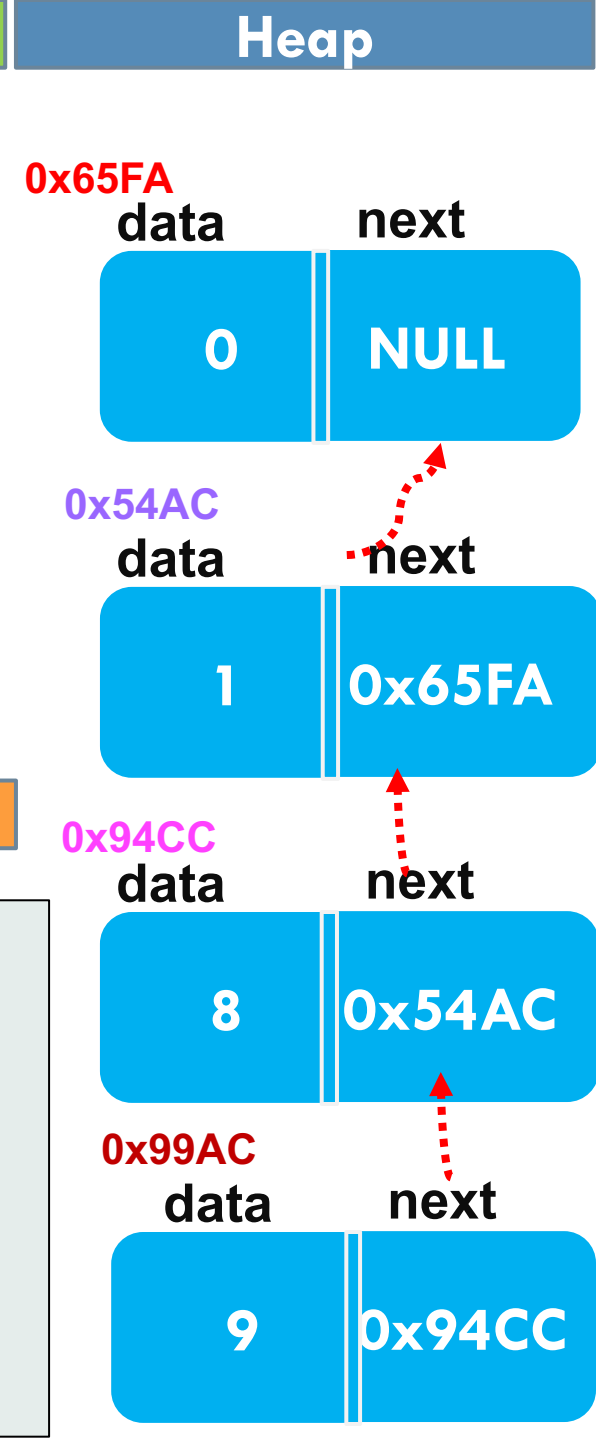 Heap
0x65FA
data next
0 NULL
0x54AC
data next
1 0x65FA
0x94CC
data next
8 0x54AC
0x99AC
data next
9 0x94CC